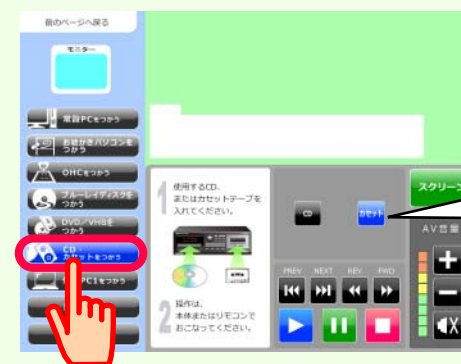 前のページへ戻る
モニター
常設PCをつかう
お絵かきパソコンを
つかう
OHCをつかう
ブルーレイディスクを
つかう
DVD／VHSを
つかう
CD・
カセットをつかう
PC1をつかう
1
使用するCD、
またはカセットテープを
入れてください。
2
操作は、
本体またはリモコンで
おこなってください。
CD
カセット
PREV
NEXT
REV
FWD
スクリーン
AV音量